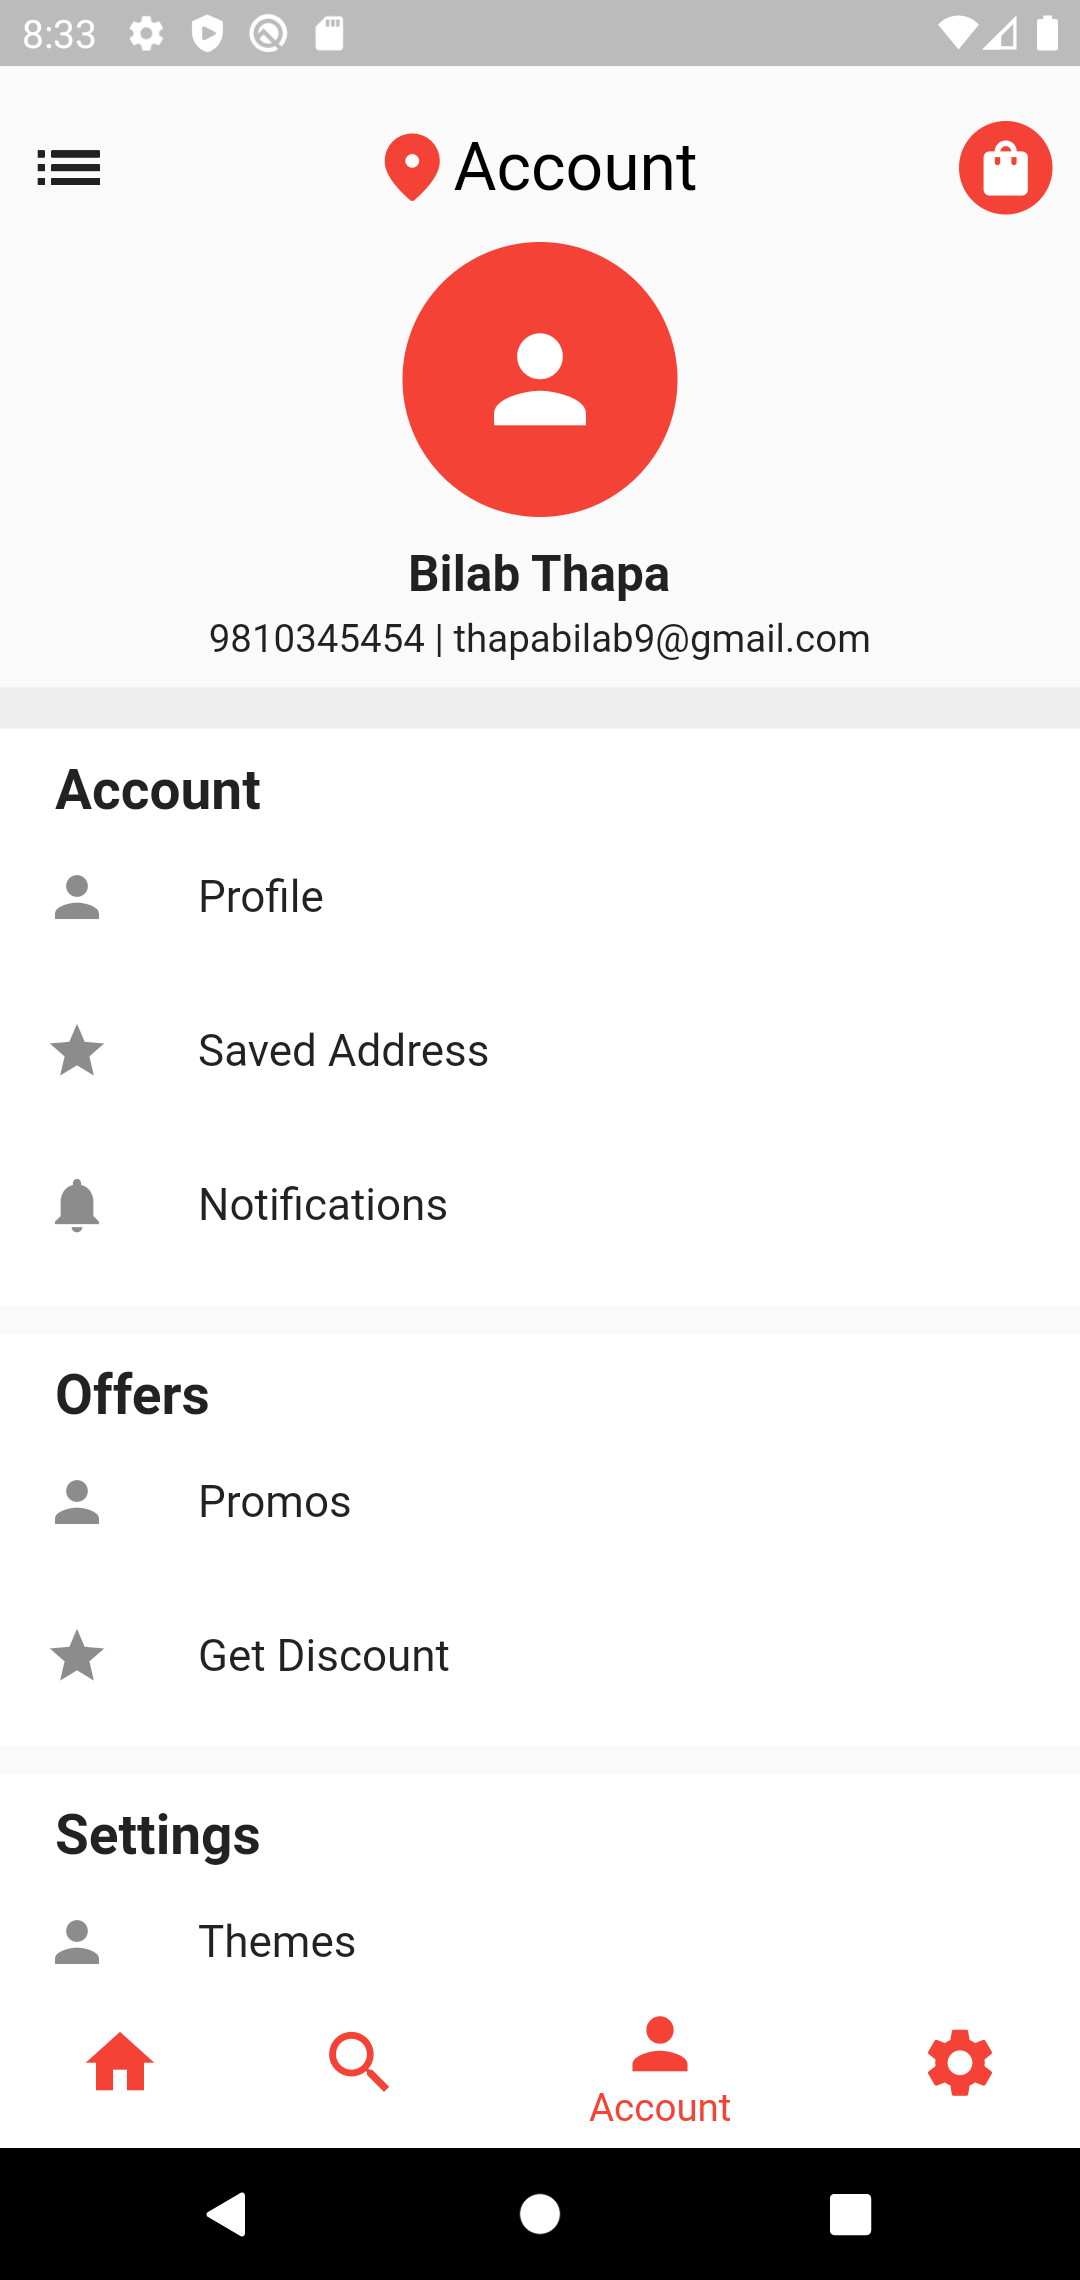 8:33
Account
Bilab Thapa
9810345454 | thapabilab9@gmail.com
Account
Profile
Saved Address
Notifications
Offers
Promos
Get Discount
Settings
Themes
Account